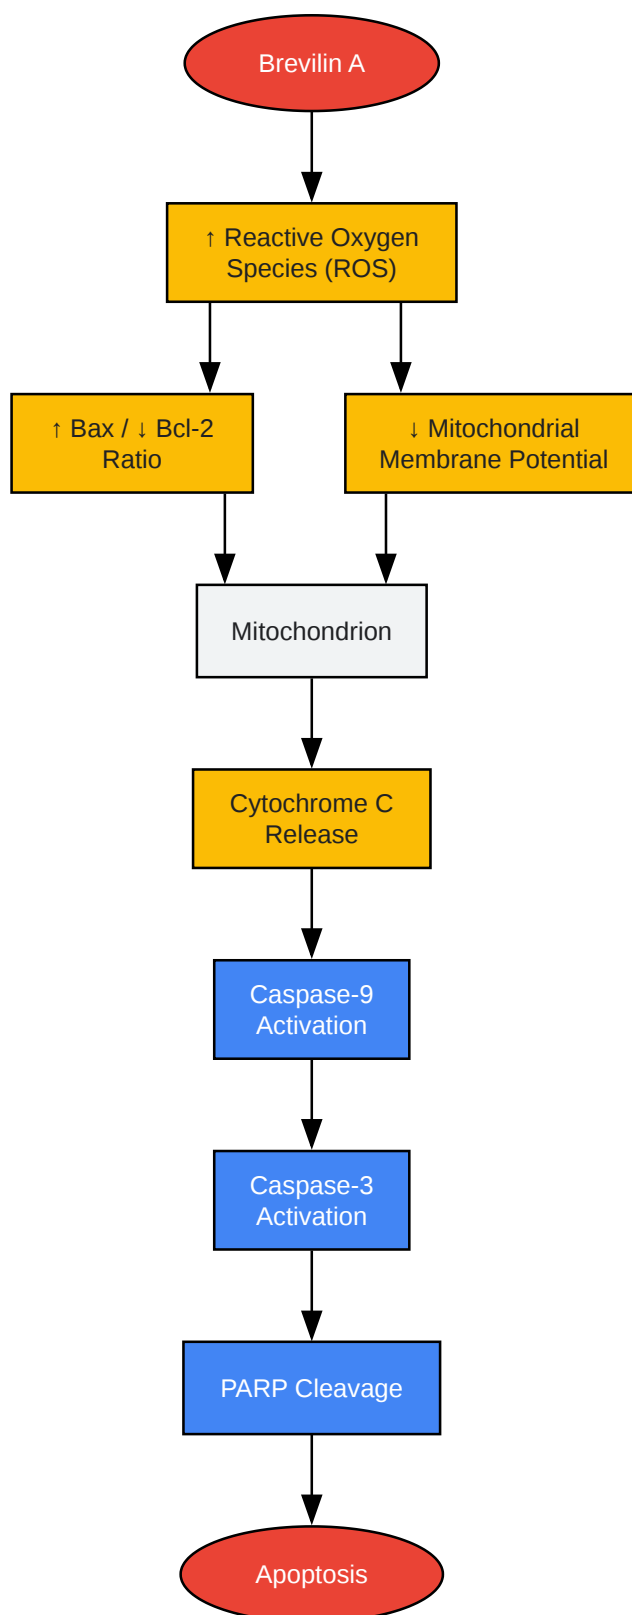 Brevilin A
↑ Reactive Oxygen
Species (ROS)
↑ Bax / ↓ Bcl-2
Ratio
↓ Mitochondrial
Membrane Potential
Mitochondrion
Cytochrome C
Release
Caspase-9
Activation
Caspase-3
Activation
PARP Cleavage
Apoptosis